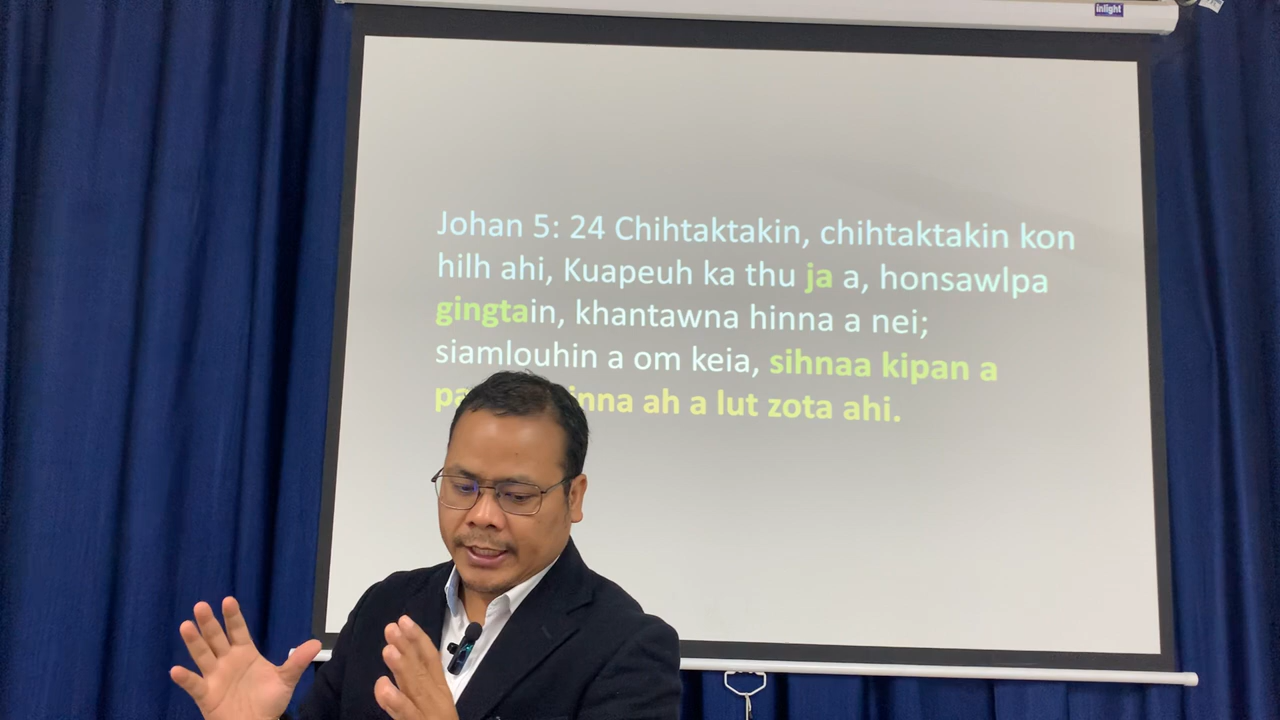 inlight
Johan 5: 24 Chihtaktakin, chihtaktakin kon
hilh ahi, Kuapeuh ka thu ja a, honsawlpa
gingtain, khantawna hinna a nei;
siamlouhin a om keia, sihnaa kipan a
ah a lut zota ahi.